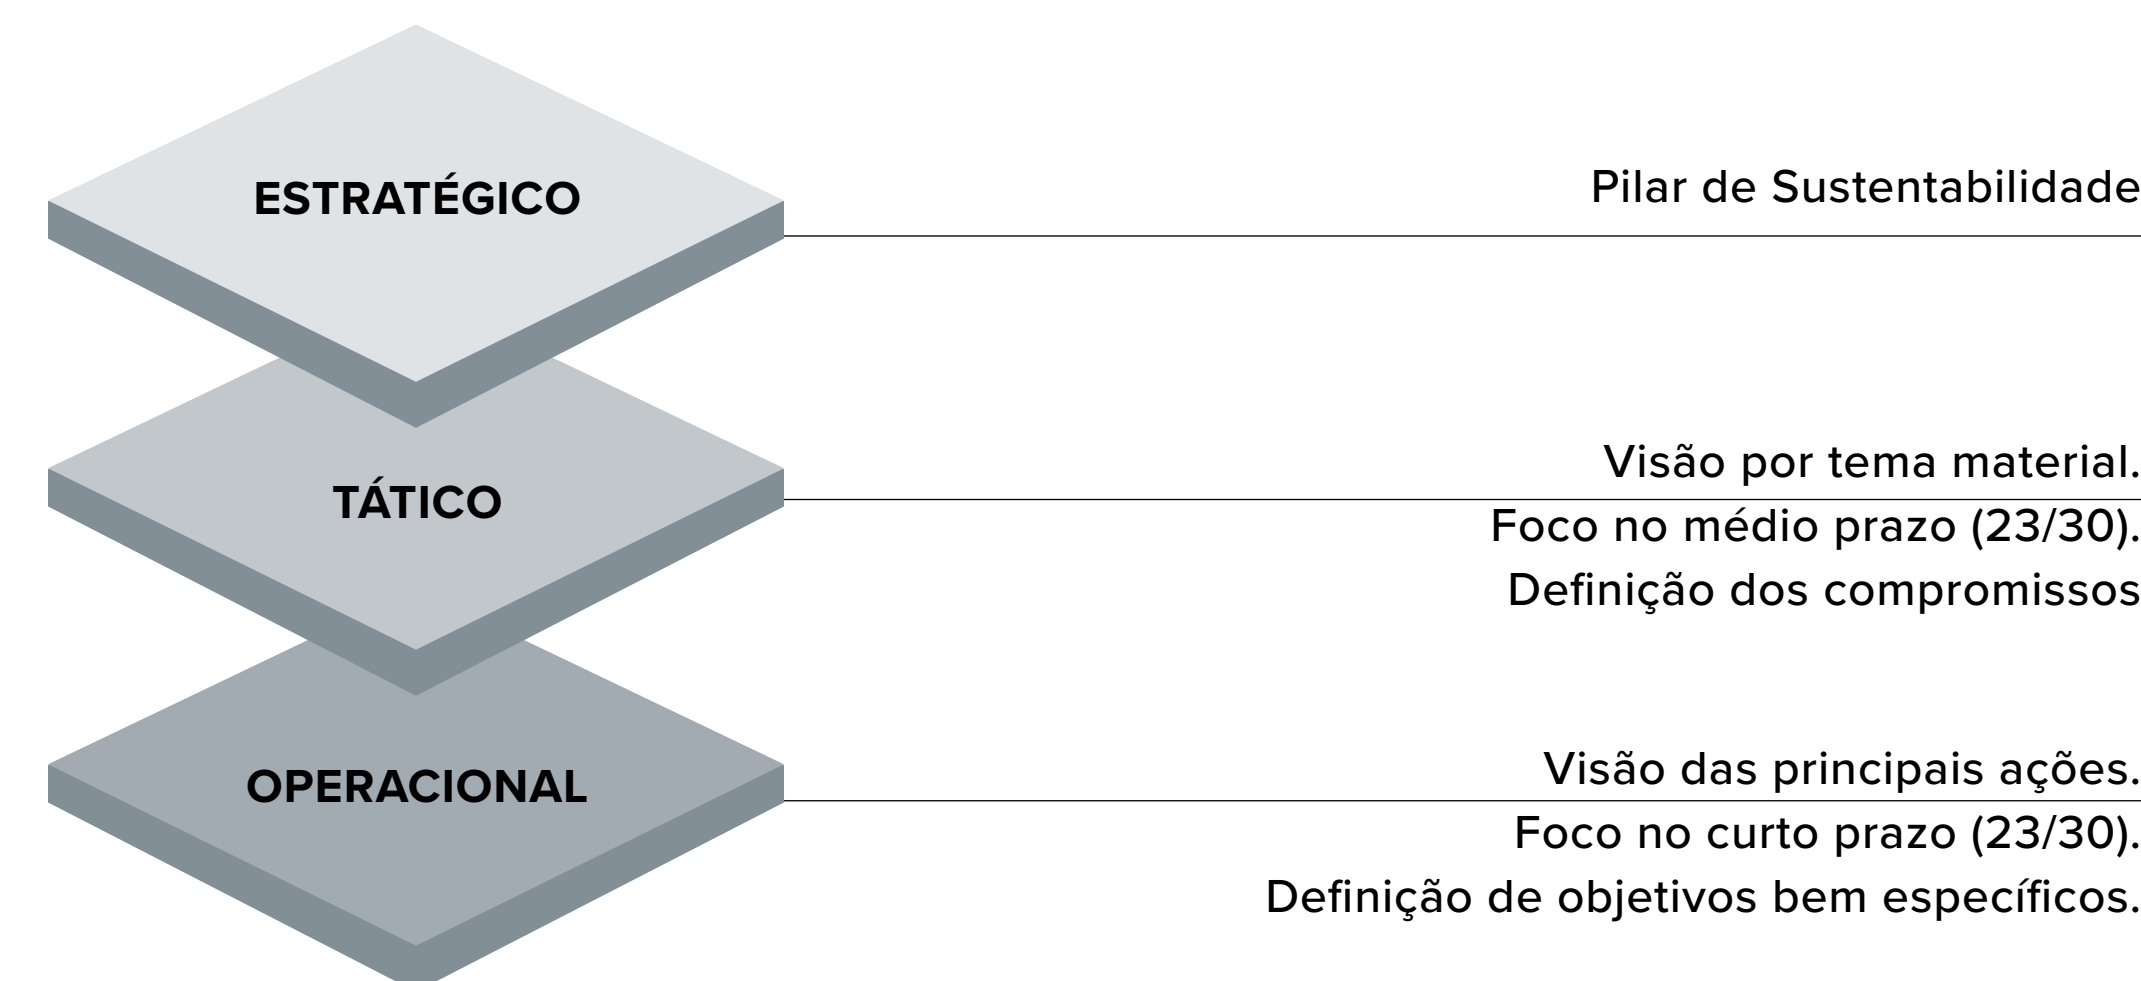 ESTRATÉGICO
Pilar de Sustentabilidade
TÁTICO
Visão por tema material.
Foco no médio prazo (23/30).
Definição dos compromissos
OPERACIONAL
Visão das principais ações.
Foco no curto prazo (23/30).
Definição de objetivos bem específicos.